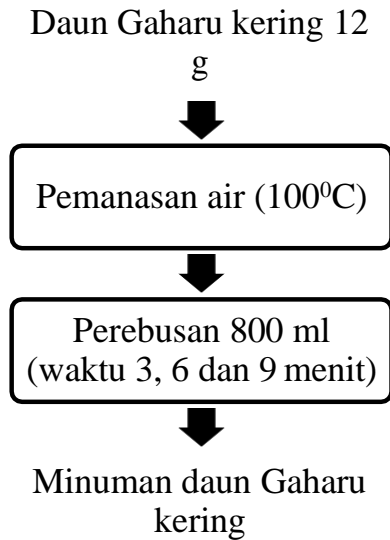 Daun Gaharu kering 12
g
Pemanasan air (100⁰C)
Perebusan 800 ml
(waktu 3, 6 dan 9 menit)
Minuman daun Gaharu
kering